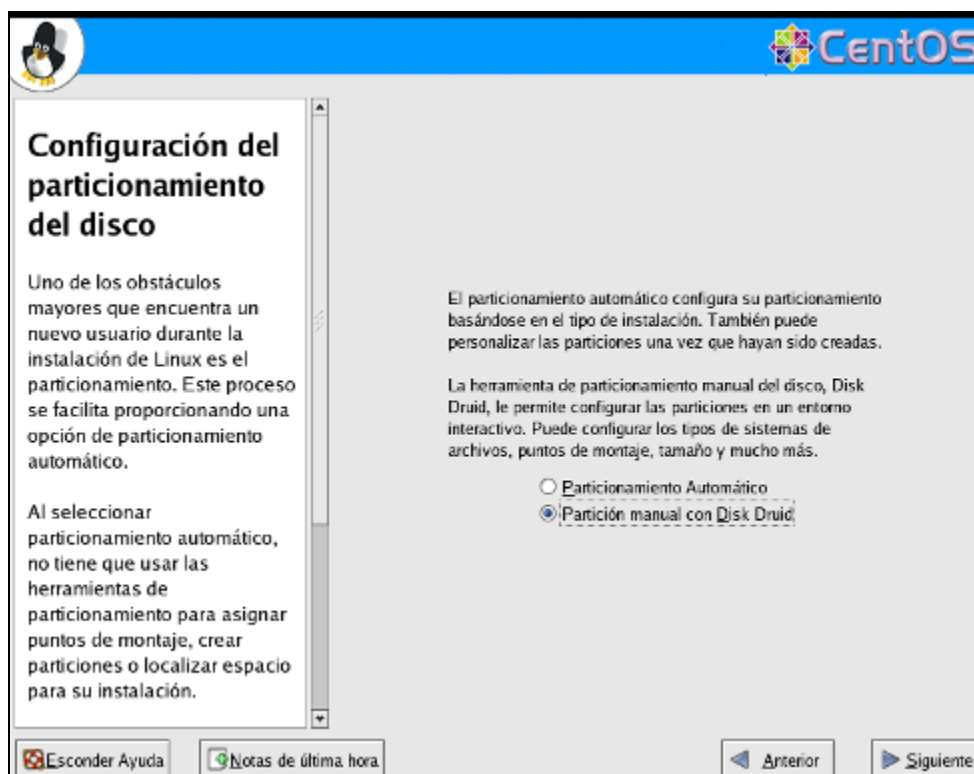 CentOS
Configuración del
particionamiento
del disco
Uno de los obstáculos
mayores que encuentra un
nuevo usuario durante la
instalación de Linux es el
particionamiento. Este proceso
se facilita proporcionando una
opción de particionamiento
automático.
Al seleccionar
particionamiento automático,
no tiene que usar las
herramientas de
particionamiento para asignar
puntos de montaje, crear
particiones o localizar espacio
para su instalación.
El particionamiento automático configura su particionamiento
basándose en el tipo de instalación. También puede
personalizar las particiones una vez que hayan sido creadas.
La herramienta de particionamiento manual del disco, Disk
Druid, le permite configurar las particiones en un entorno
interactivo. Puede configurar los tipos de sistemas de
archivos, puntos de montaje, tamaño y mucho más.
Particionamiento Automático
Partición manual con Disk Druid
Esconder Ayuda
Notas de última hora
Anterior
Siguiente